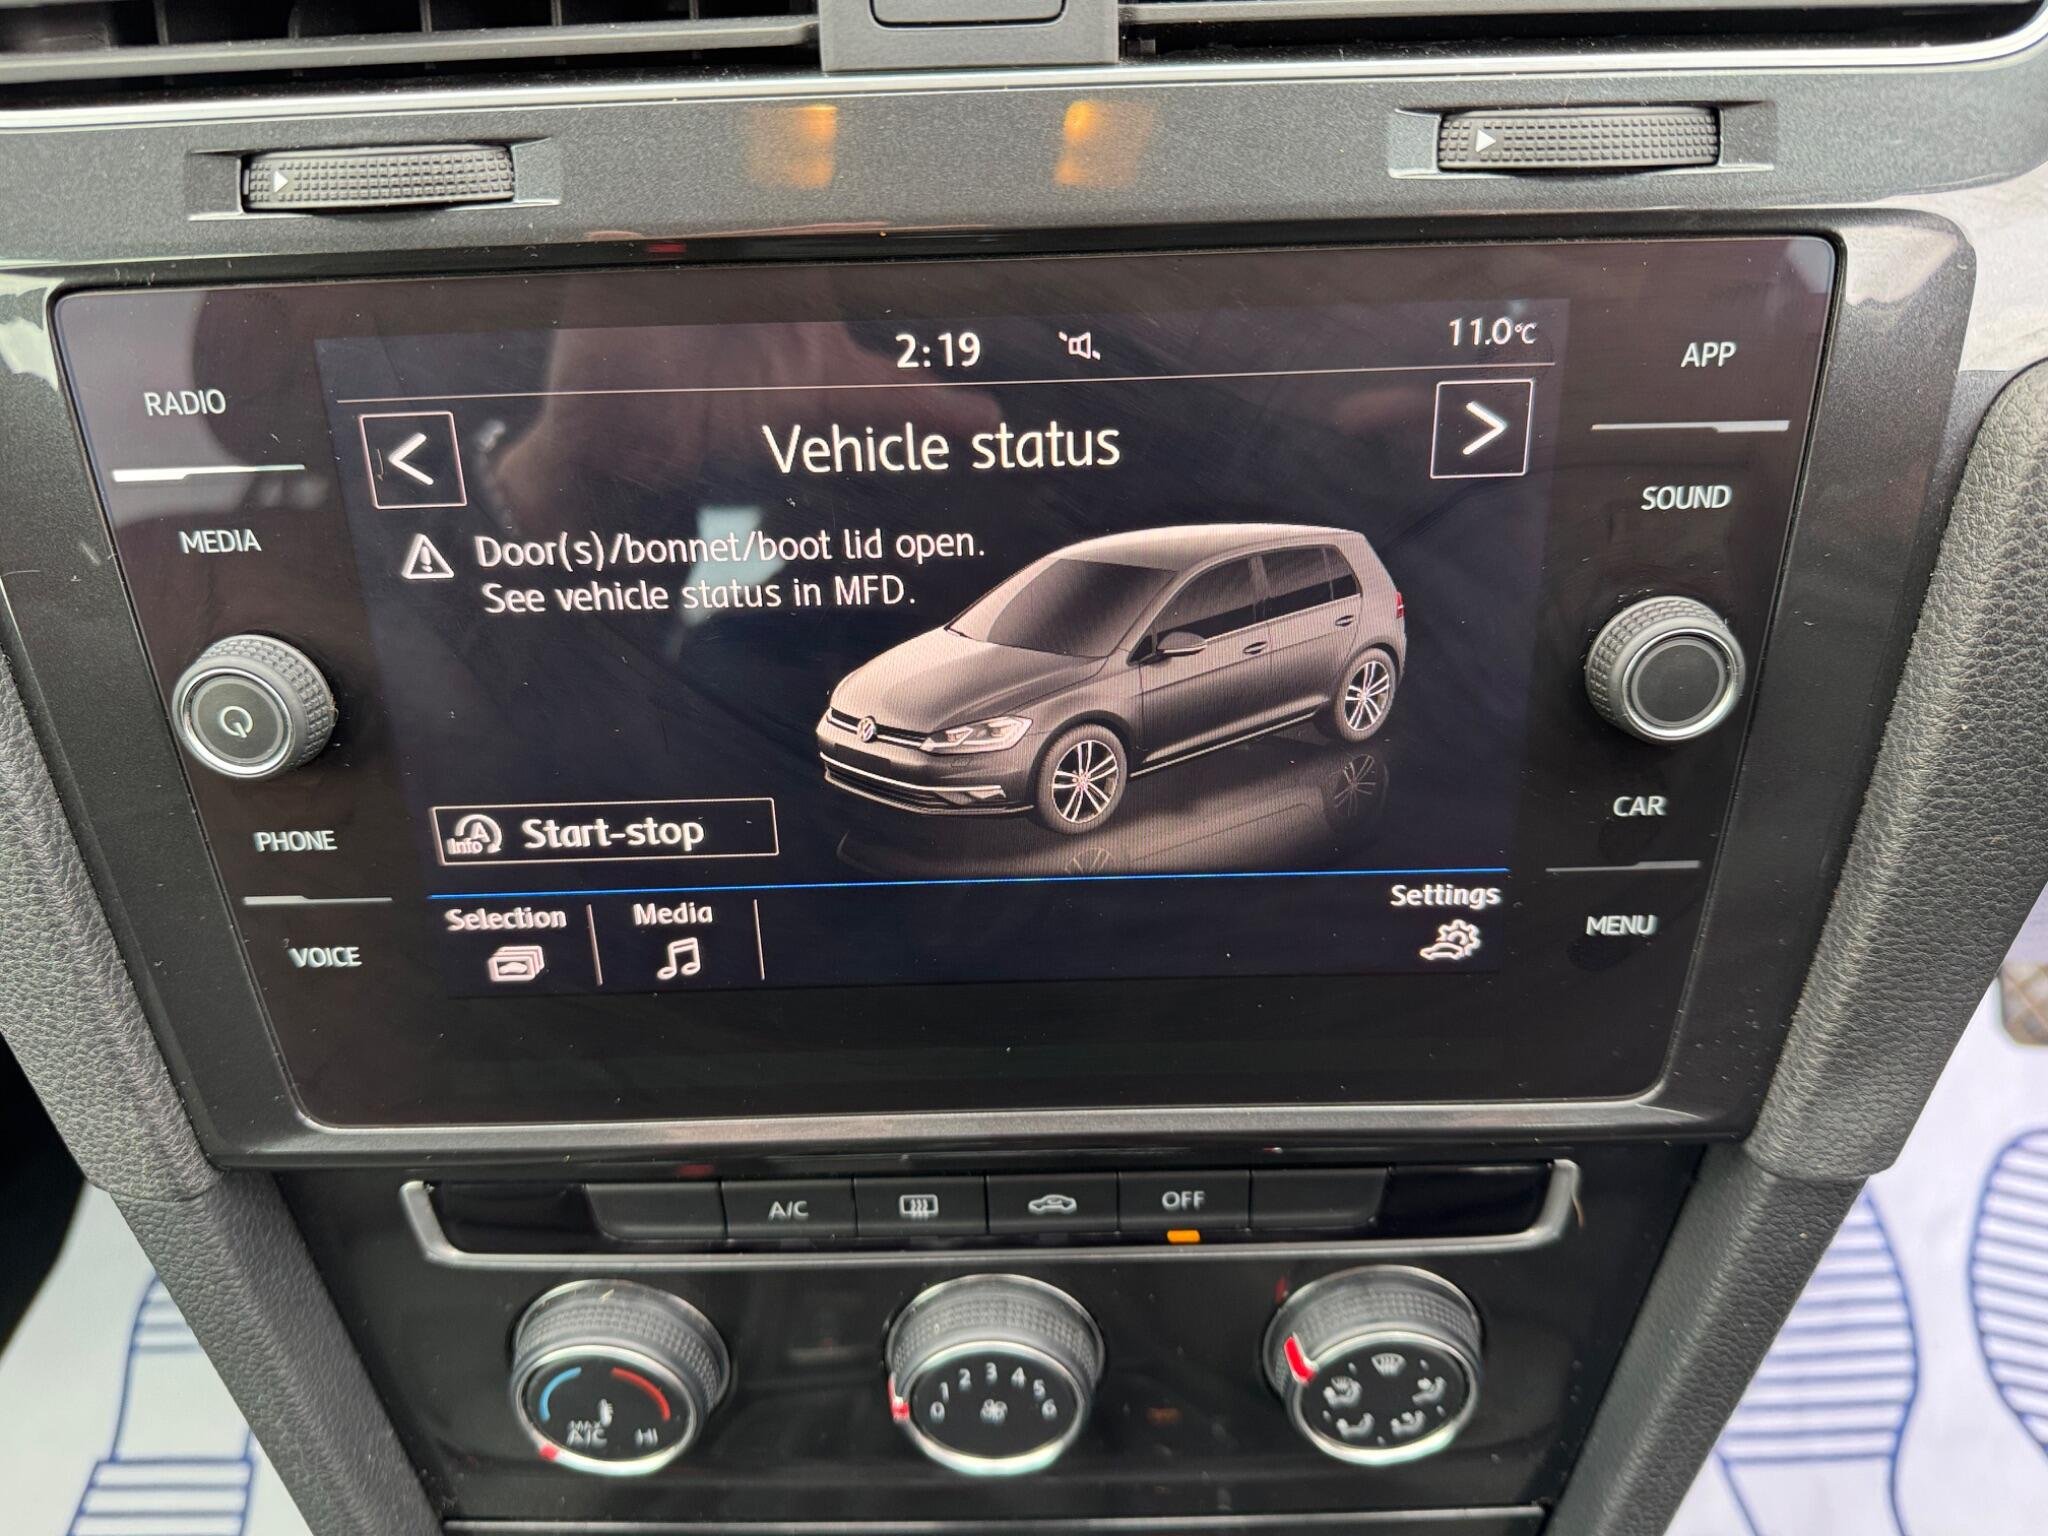 2:19
11.0°C
RADIO
APP
Vehicle status
MEDIA
SOUND
Door(s)/bonnet/boot lid open.
See vehicle status in MFD.
PHONE
CAR
A
Info
Start-stop
VOICE
MENU
Selection
Media
Settings
A/C
OFF
MAX
A/C
HI
0 1 2 3 4 5 6